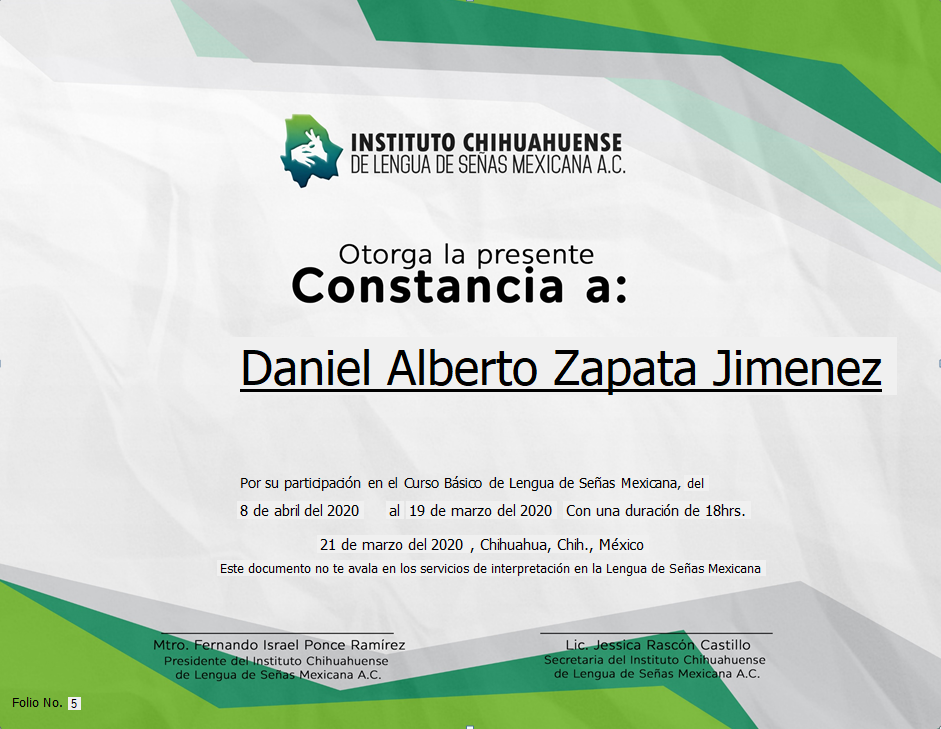 INSTITUTO CHIHUAHUENSE
DE LENGUA DE SEÑAS MEXICANA A.C.
Otorga la presente
Constancia a:
Daniel Alberto Zapata Jimenez
Por su participación en el Curso Básico de Lengua de Señas Mexicana, del
8 de abril del 2020 al 19 de marzo del 2020 Con una duración de 18hrs.
21 de marzo del 2020 , Chihuahua, Chih., México
Este documento no te avala en los servicios de interpretación en la Lengua de Señas Mexicana
Mtro. Fernando Israel Ponce Ramírez
Presidente del Instituto Chihuahuense
de Lengua de Señas Mexicana A.C.
Lic. Jessica Rascón Castillo
Secretaria del Instituto Chihuahuense
de Lengua de Señas Mexicana A.C.
Folio No. 5